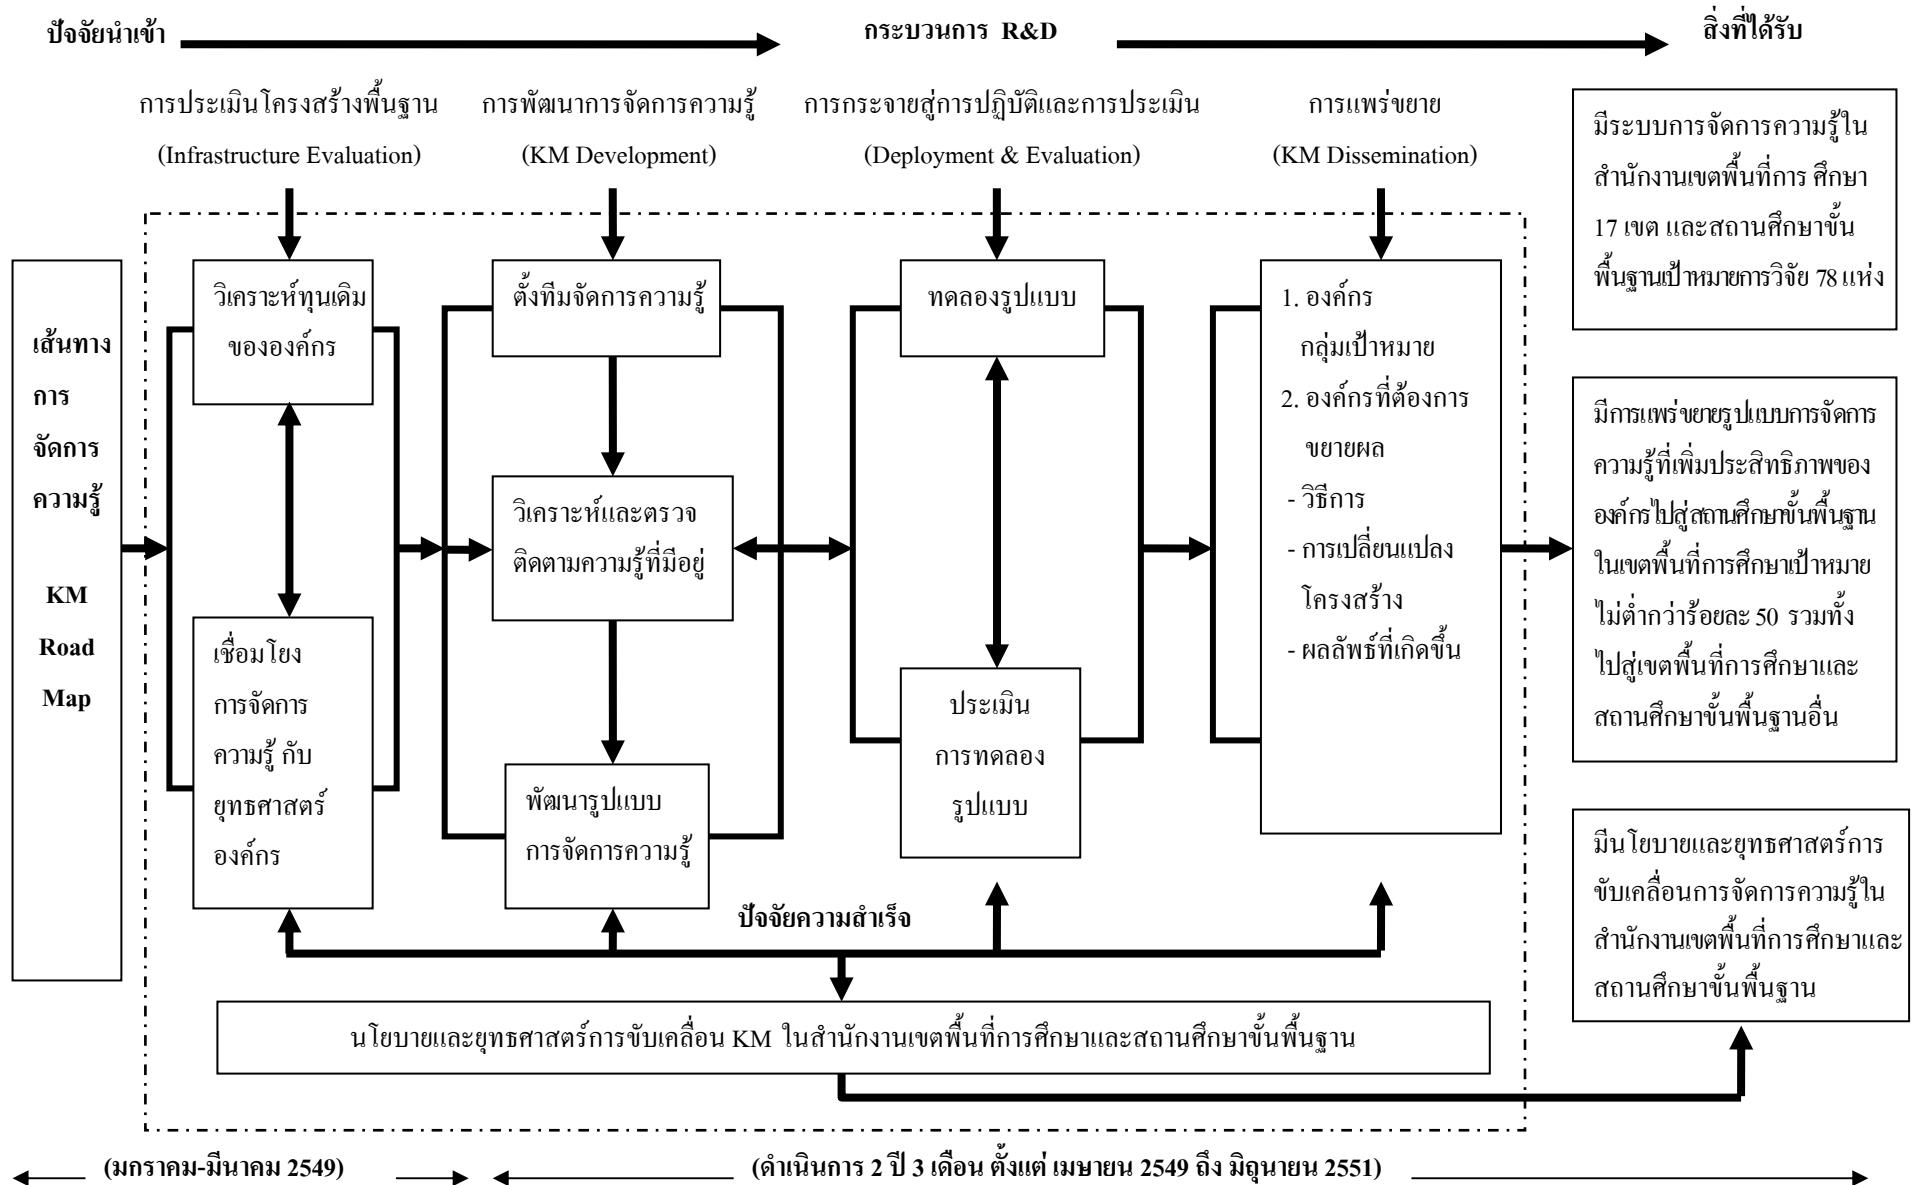 ปัจจัยนำเข้า
กระบวนการ R&D
สิ่งที่ได้รับ
การประเมินโครงสร้างพื้นฐาน
(Infrastructure Evaluation)
การพัฒนาการจัดการความรู้
(KM Development)
การกระจายสู่การปฏิบัติและการประเมิน
(Deployment & Evaluation)
การแพร่ขยาย
(KM Dissemination)
เส้นทาง
การ
จัดการ
ความรู้
KM
Road
Map
วิเคราะห์ทุนเดิม
ขององค์กร
เชื่อมโยง
การจัดการ
ความรู้ กับ
ยุทธศาสตร์
องค์กร
ตั้งทีมจัดการความรู้
วิเคราะห์และตรวจ
ติดตามความรู้ที่มีอยู่
พัฒนารูปแบบ
การจัดการความรู้
ทดลองรูปแบบ
ประเมิน
การทดลอง
รูปแบบ
1. องค์กร
กลุ่มเป้าหมาย
2. องค์กรที่ต้องการ
ขยายผล
- วิธีการ
- การเปลี่ยนแปลง
โครงสร้าง
- ผลลัพธ์ที่เกิดขึ้น
มีระบบการจัดการความรู้ใน
สำนักงานเขตพื้นที่การ ศึกษา
17 เขต และสถานศึกษาขั้น
พื้นฐานเป้าหมายการวิจัย 78 แห่ง
มีการแพร่ขยายรูปแบบการจัดการ
ความรู้ที่เพิ่มประสิทธิภาพของ
องค์กรไปสู่สถานศึกษาขั้นพื้นฐาน
ในเขตพื้นที่การศึกษาเป้าหมาย
ไม่ต่ำกว่าร้อยละ 50 รวมทั้ง
ไปสู่เขตพื้นที่การศึกษาและ
สถานศึกษาขั้นพื้นฐานอื่น
มีนโยบายและยุทธศาสตร์การ
ขับเคลื่อนการจัดการความรู้ใน
สำนักงานเขตพื้นที่การศึกษาและ
สถานศึกษาขั้นพื้นฐาน
ปัจจัยความสำเร็จ
นโยบายและยุทธศาสตร์การขับเคลื่อน KM ในสำนักงานเขตพื้นที่การศึกษาและสถานศึกษาขั้นพื้นฐาน
(มกราคม-มีนาคม 2549)
(ดำเนินการ 2 ปี 3 เดือน ตั้งแต่ เมษายน 2549 ถึง มิถุนายน 2551)